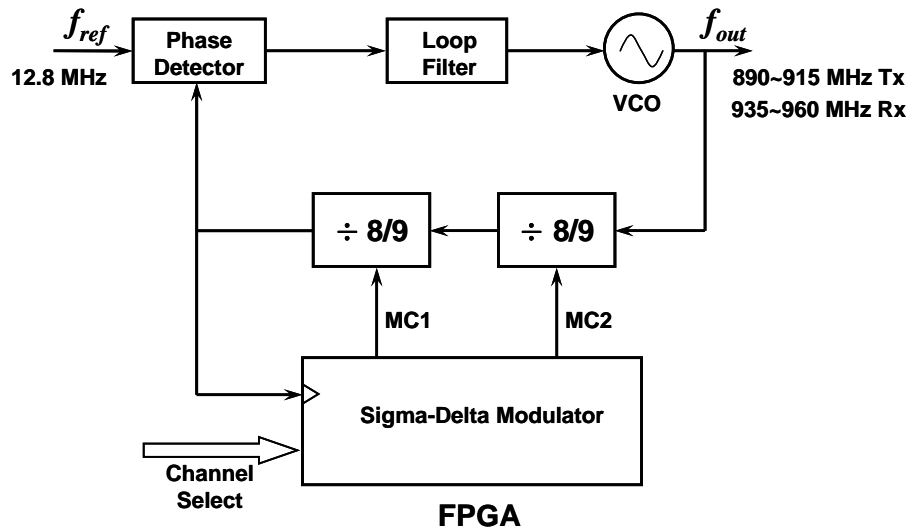 f_ref
12.8 MHz
Phase
Detector
Loop
Filter
VCO
f_out
890~915 MHz Tx
935~960 MHz Rx
÷ 8/9
÷ 8/9
MC1
MC2
Sigma-Delta Modulator
Channel
Select
FPGA